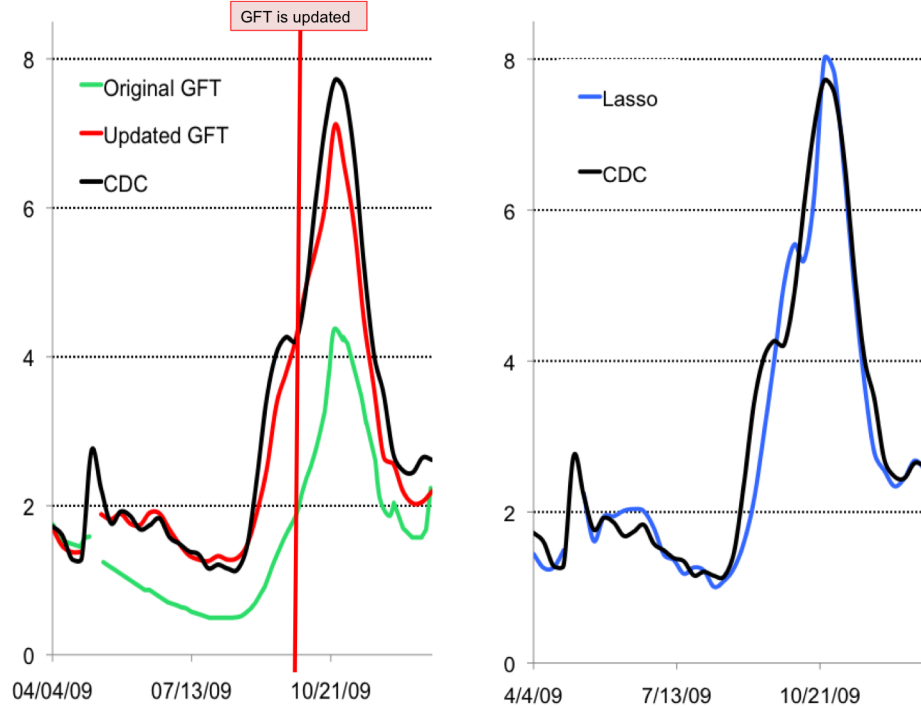 GFT is updated
8
Original GFT
Updated GFT
CDC
6
4
2
0
04/04/09 07/13/09 10/21/09
8
Lasso
CDC
6
4
2
0
4/4/09 7/13/09 10/21/09